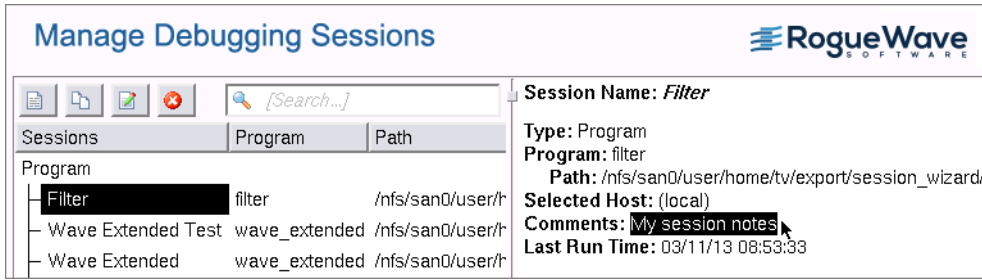 Manage Debugging Sessions
RogueWave
SOFTWARE
[Search...]
Sessions Program Path
Program
Filter filter /nfs/san0/user/h
Wave Extended Test wave_extended /nfs/san0/user/h
Wave Extended wave_extended /nfs/san0/user/h
Session Name: Filter
Type: Program
Program: filter
Path: /nfs/san0/user/home/tv/export/session_wizard/
Selected Host: (local)
Comments: My session notes
Last Run Time: 03/11/13 08:53:33